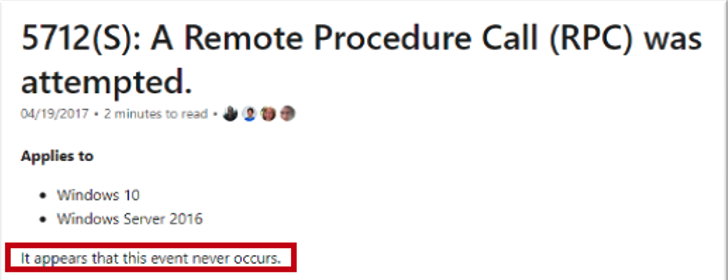 5712(S): A Remote Procedure Call (RPC) was
attempted.
04/19/2017 • 2 minutes to read •
Applies to
• Windows 10
• Windows Server 2016
It appears that this event never occurs.